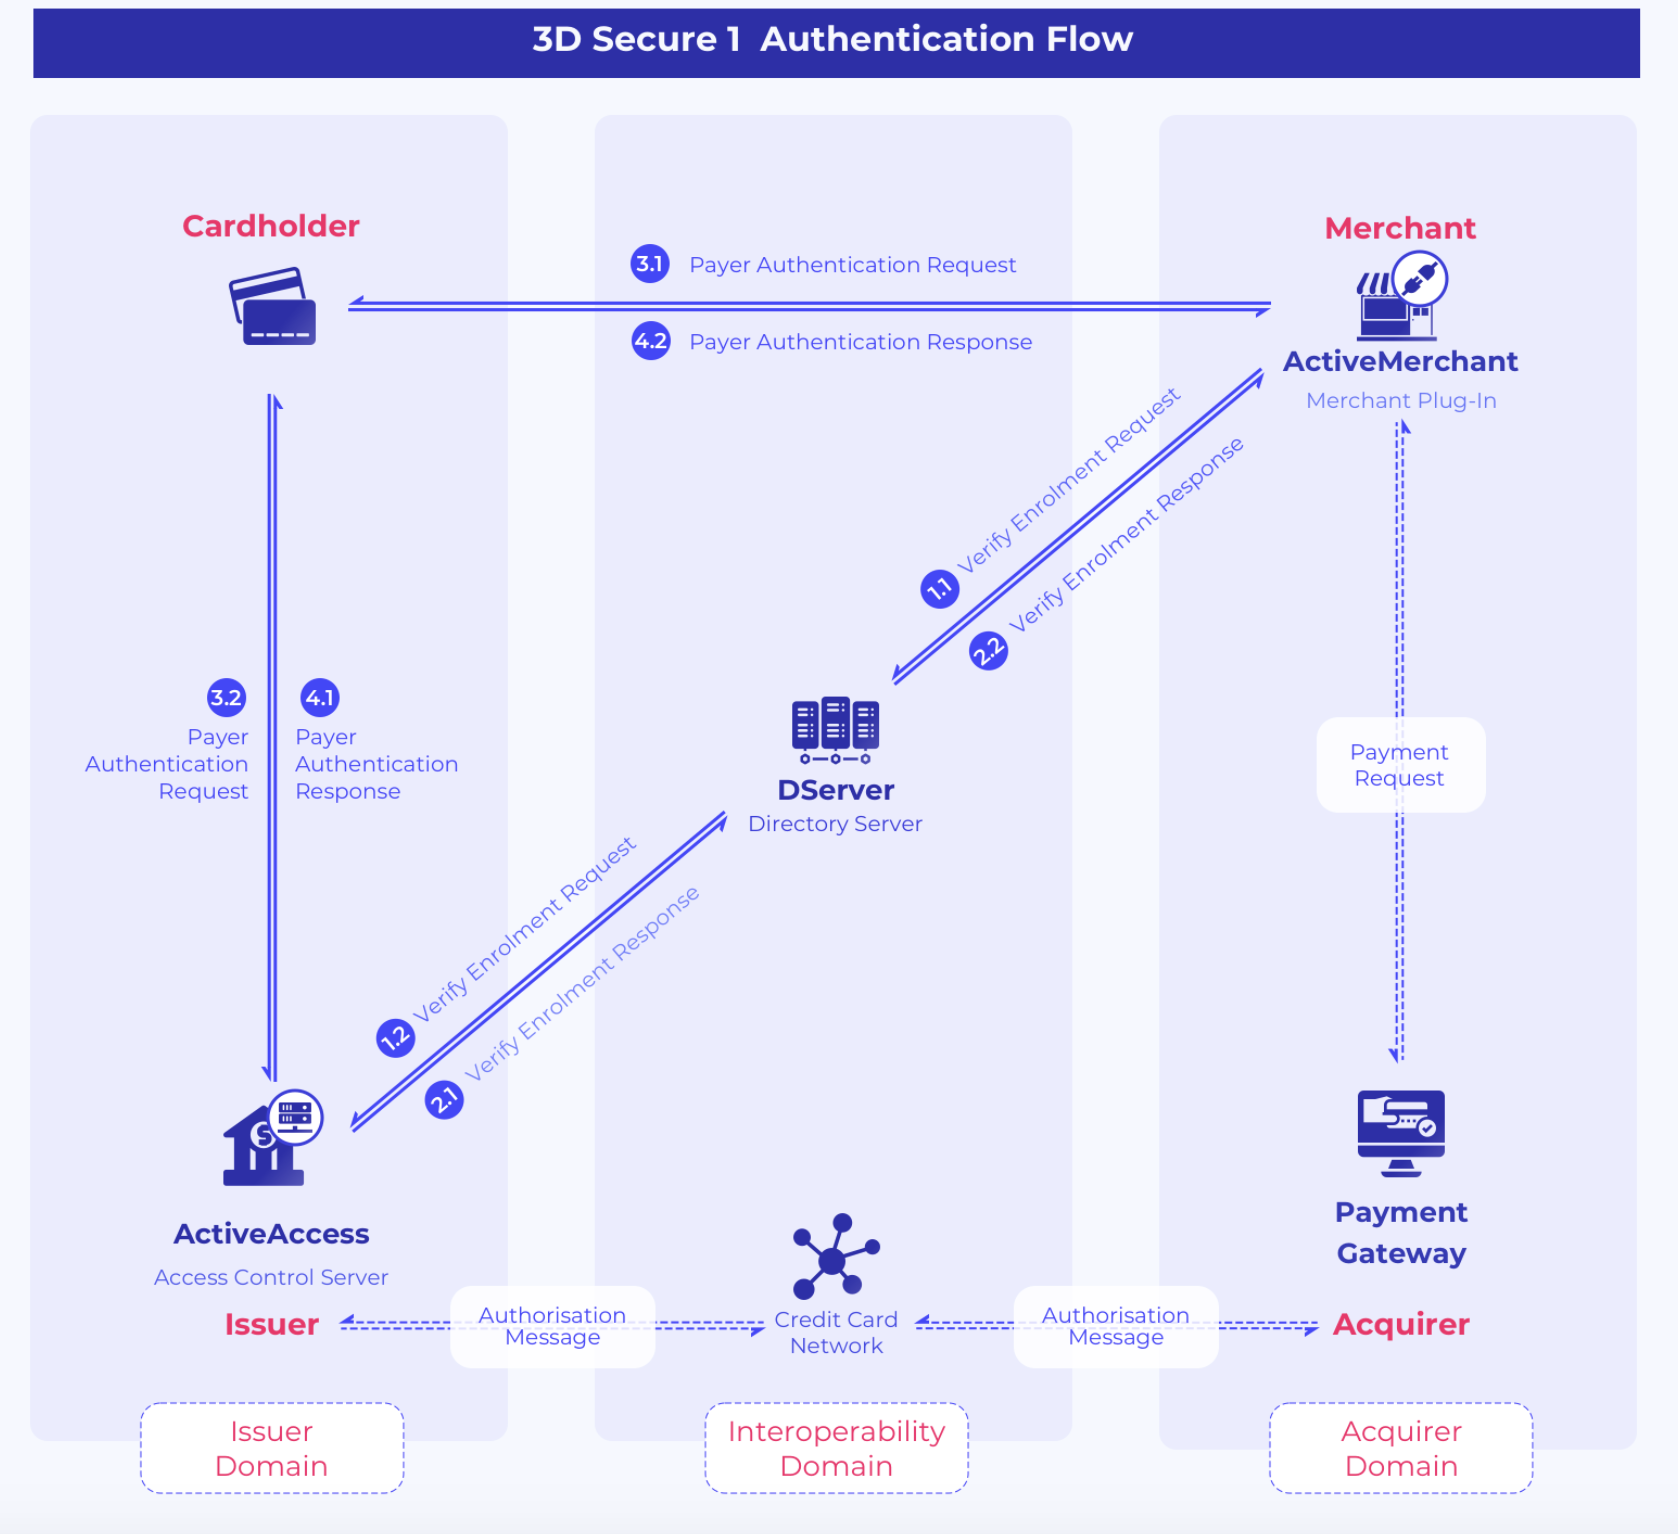 3D Secure 1 Authentication Flow
Cardholder
3.1 Payer Authentication Request
4.2 Payer Authentication Response
Merchant
ActiveMerchant
Merchant Plug-In
1.1 Verify Enrolment Request
2.2 Verify Enrolment Response
3.2
Payer
Authentication
Request
4.1
Payer
Authentication
Response
DServer
Directory Server
Payment
Request
1.2 Verify Enrolment Request
2.1 Verify Enrolment Response
$
ActiveAccess
Access Control Server
Issuer
Authorisation
Message
Credit Card
Network
Authorisation
Message
Payment
Gateway
Acquirer
Issuer
Domain
Interoperability
Domain
Acquirer
Domain